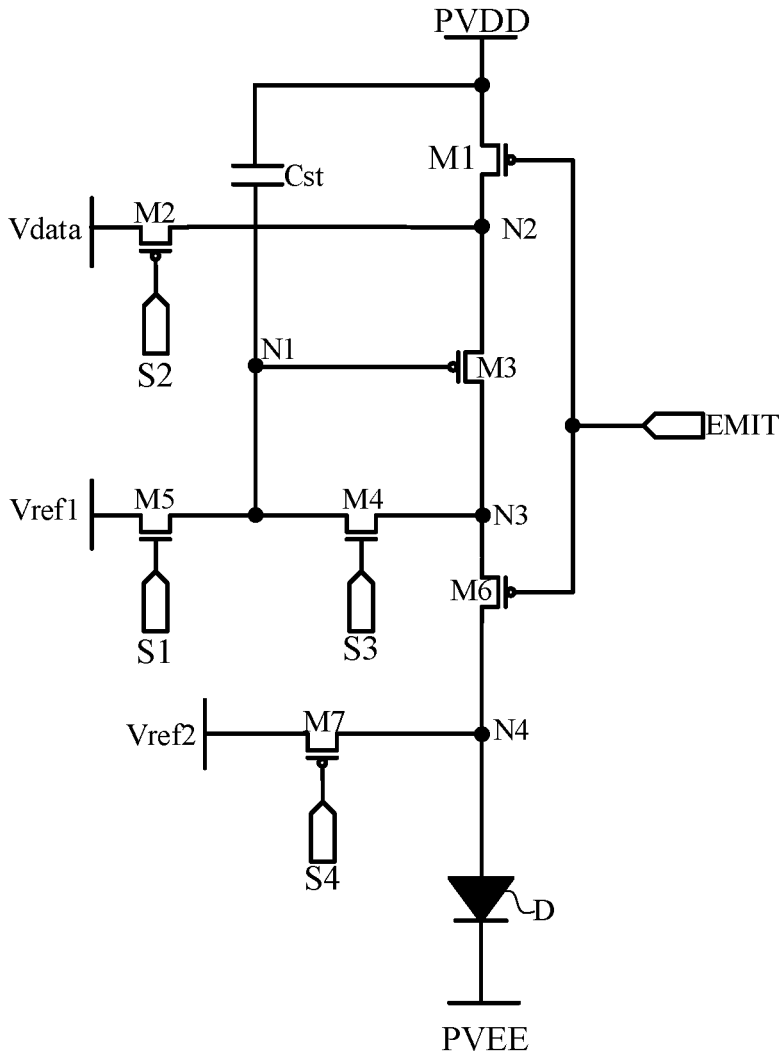 PVDD
M1
Cst
M2
Vdata
N2
N1
S2
M3
EMIT
M5
M4
Vref1
N3
M6
S1
S3
M7
Vref2
N4
S4
D
PVEE